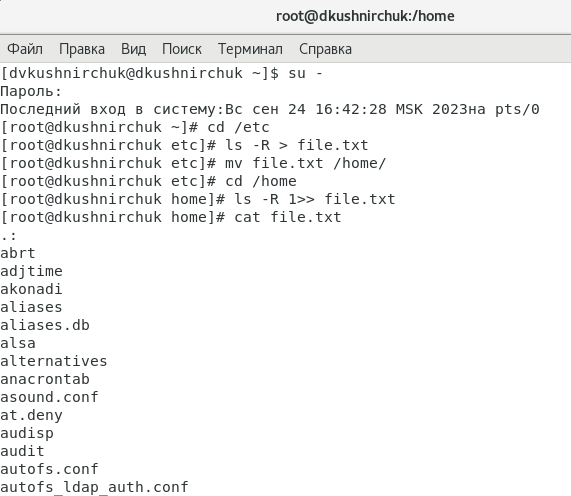 root@dkushnirchuk:/home
Файл Правка Вид Поиск Терминал Справка
[dvkushnirchuk@dkushnirchuk ~]$ su -
Пароль:
Последний вход в систему:Вс сен 24 16:42:28 MSK 2023на pts/0
[root@dkushnirchuk ~]# cd /etc
[root@dkushnirchuk etc]# ls -R > file.txt
[root@dkushnirchuk etc]# mv file.txt /home/
[root@dkushnirchuk etc]# cd /home
[root@dkushnirchuk home]# ls -R 1>> file.txt
[root@dkushnirchuk home]# cat file.txt
.:
abrt
adjtime
akonadi
aliases
aliases.db
alsa
alternatives
anacrontab
asound.conf
at.deny
audisp
audit
autofs.conf
autofs_ldap_auth.conf